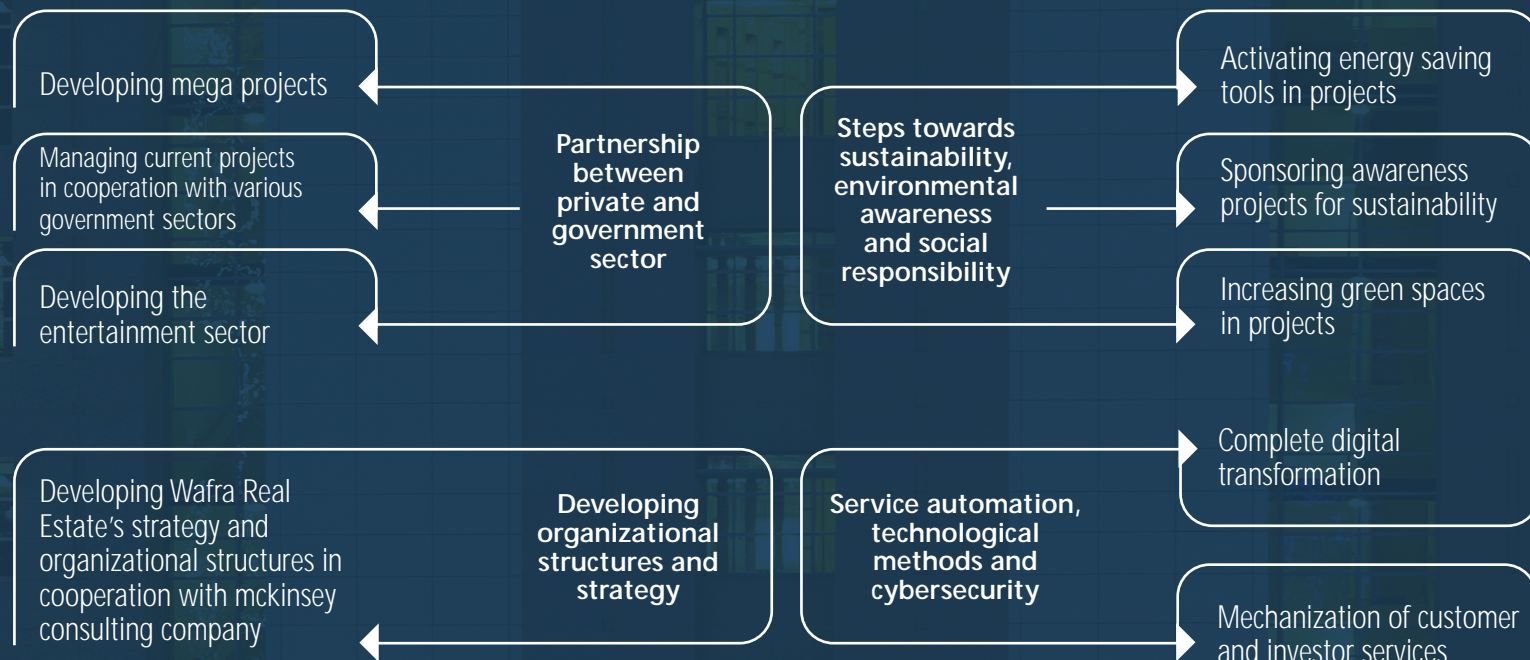 Developing mega projects
Managing current projects
in cooperation with various
government sectors
Developing the
entertainment sector
Partnership
between
private and
government
sector
Steps towards
sustainability,
environmental
awareness
and social
responsibility
Activating energy saving
tools in projects
Sponsoring awareness
projects for sustainability
Increasing green spaces
in projects
Developing Wafra Real
Estate's strategy and
organizational structures in
cooperation with mckinsey
consulting company
Developing
organizational
structures and
strategy
Service automation,
technological
methods and
cybersecurity
Complete digital
transformation
Mechanization of customer
and investor services